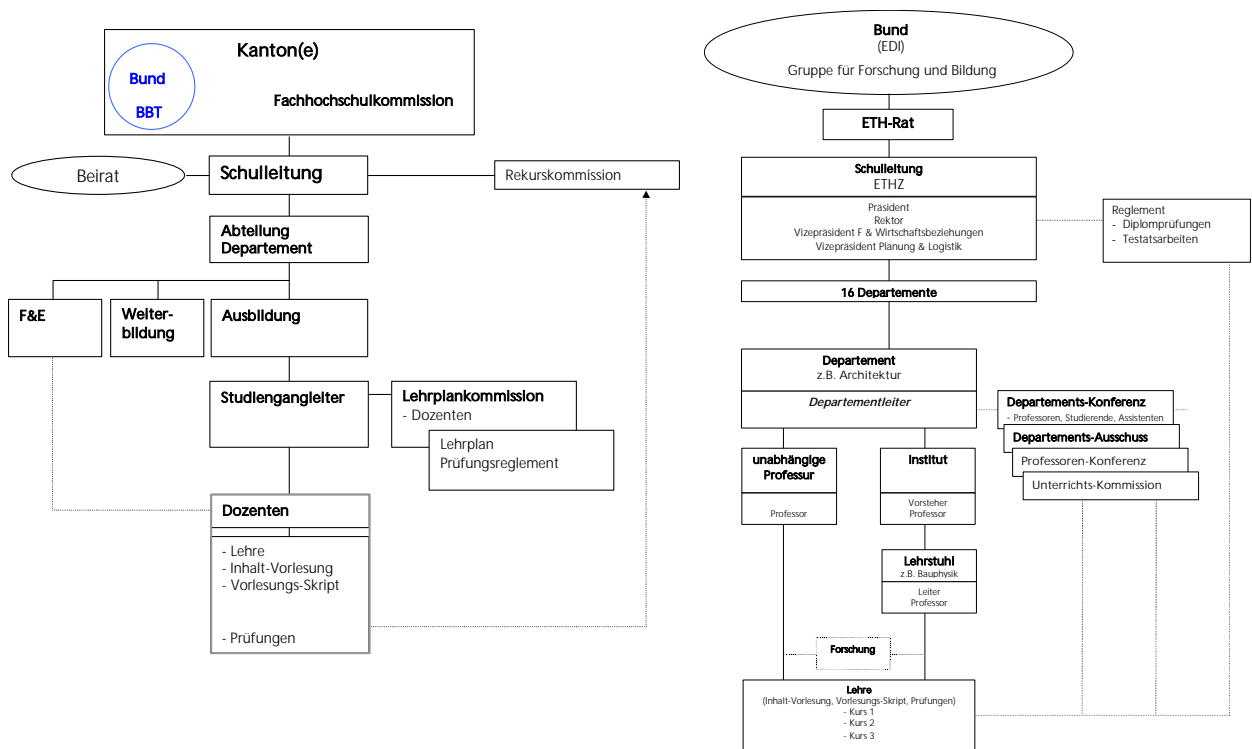 Kanton(e)
Bund
BBT
Fachhochschulkommission
Beirat
Schulleitung
Rekurskommission
Abteilung
Departement
F&E
Weiter-
bildung
Ausbildung
Studiengangleiter
Lehrplankommission
- Dozenten
Lehrplan
Prüfungsreglement
Dozenten
- Lehre
- Inhalt-Vorlesung
- Vorlesungs-Skript
- Prüfungen
Bund
(EDI)
Gruppe für Forschung und Bildung
ETH-Rat
Schulleitung
ETHZ
Präsident
Rektor
Vizepräsident F & Wirtschaftsbeziehungen
Vizepräsident Planung & Logistik
Reglement
- Diplomprüfungen
- Testatsarbeiten
16 Departemente
Departement
z.B. Architektur
Departementleiter
Departements-Konferenz
- Professoren, Studierende, Assistenten
Departements-Ausschuss
Professoren-Konferenz
Unterrichts-Kommission
unabhängige
Professur
Professor
Institut
Vorsteher
Professor
Lehrstuhl
z.B. Bauphysik
Leiter
Professor
Forschung
Lehre
(Inhalt-Vorlesung, Vorlesungs-Skript, Prüfungen)
- Kurs 1
- Kurs 2
- Kurs 3